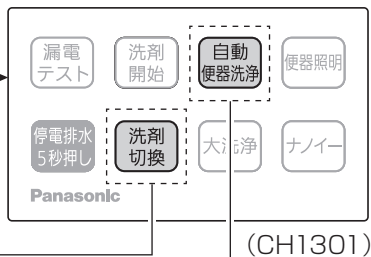 漏電
テスト
洗剤
開始
自動
便器洗浄
便器照明
停電排水
5秒押し
洗剤
切換
大洗浄
ナノイー
Panasonic
(CH1301)